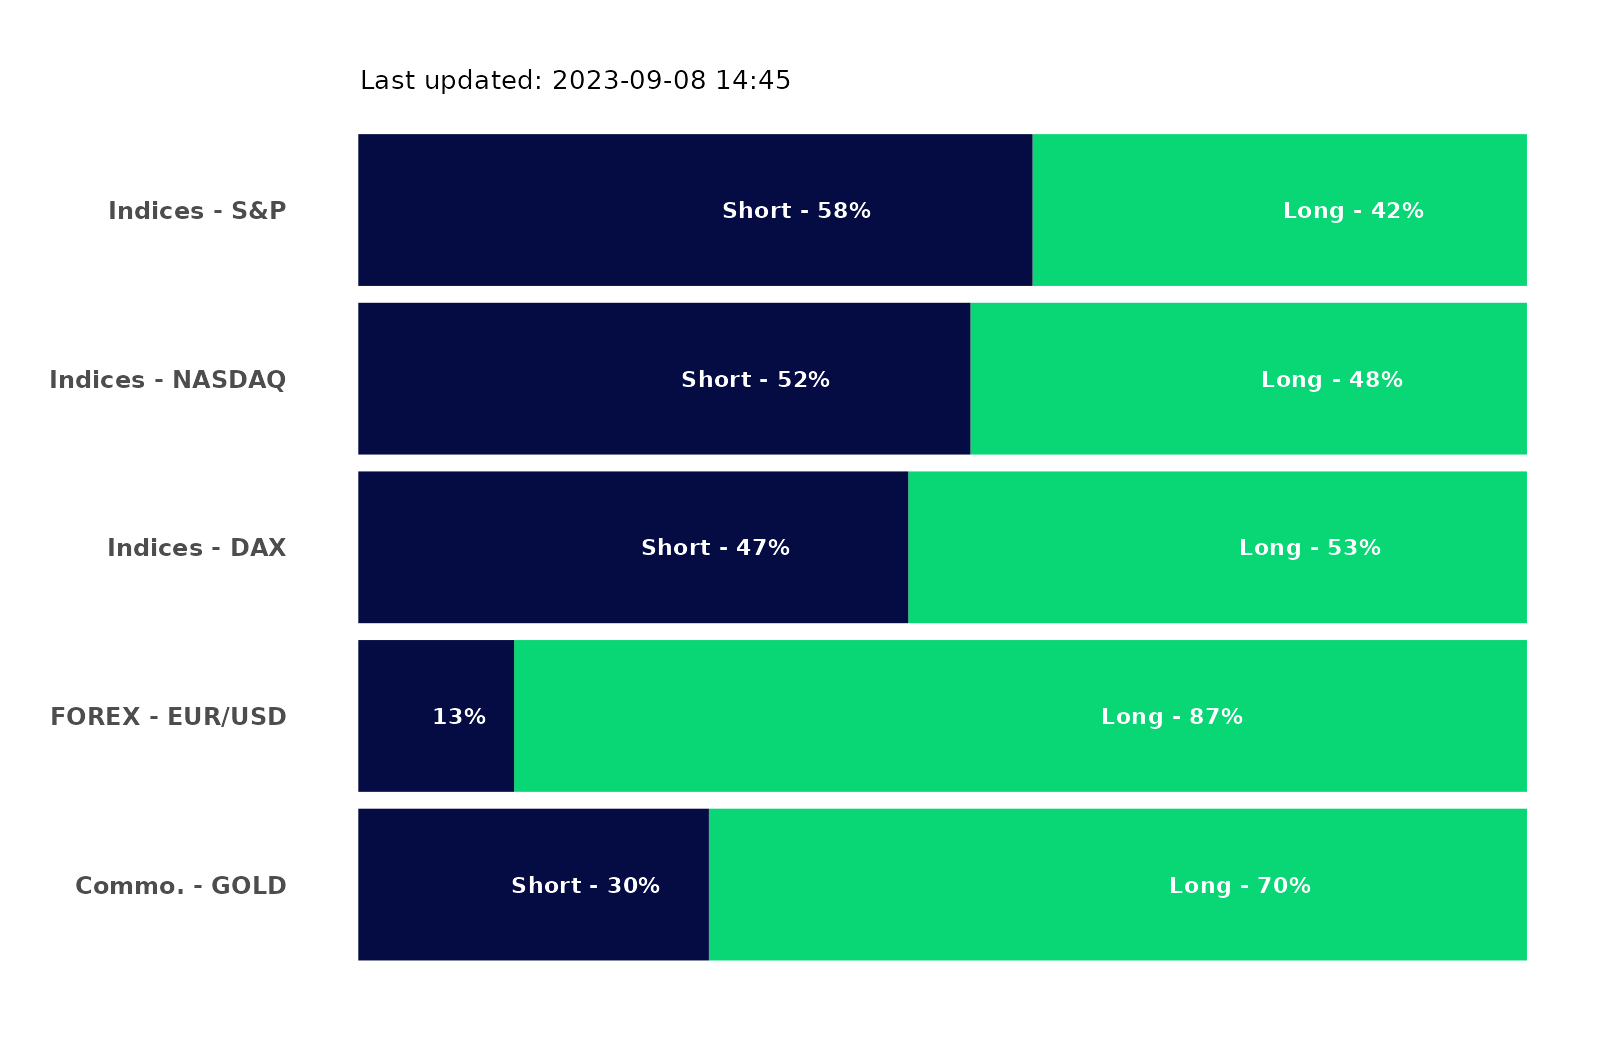 Last updated: 2023-09-08 14:45
Indices - S&P Short - 58% Long - 42%
Indices - NASDAQ Short - 52% Long - 48%
Indices - DAX Short - 47% Long - 53%
FOREX - EUR/USD 13% Long - 87%
Commo. - GOLD Short - 30% Long - 70%